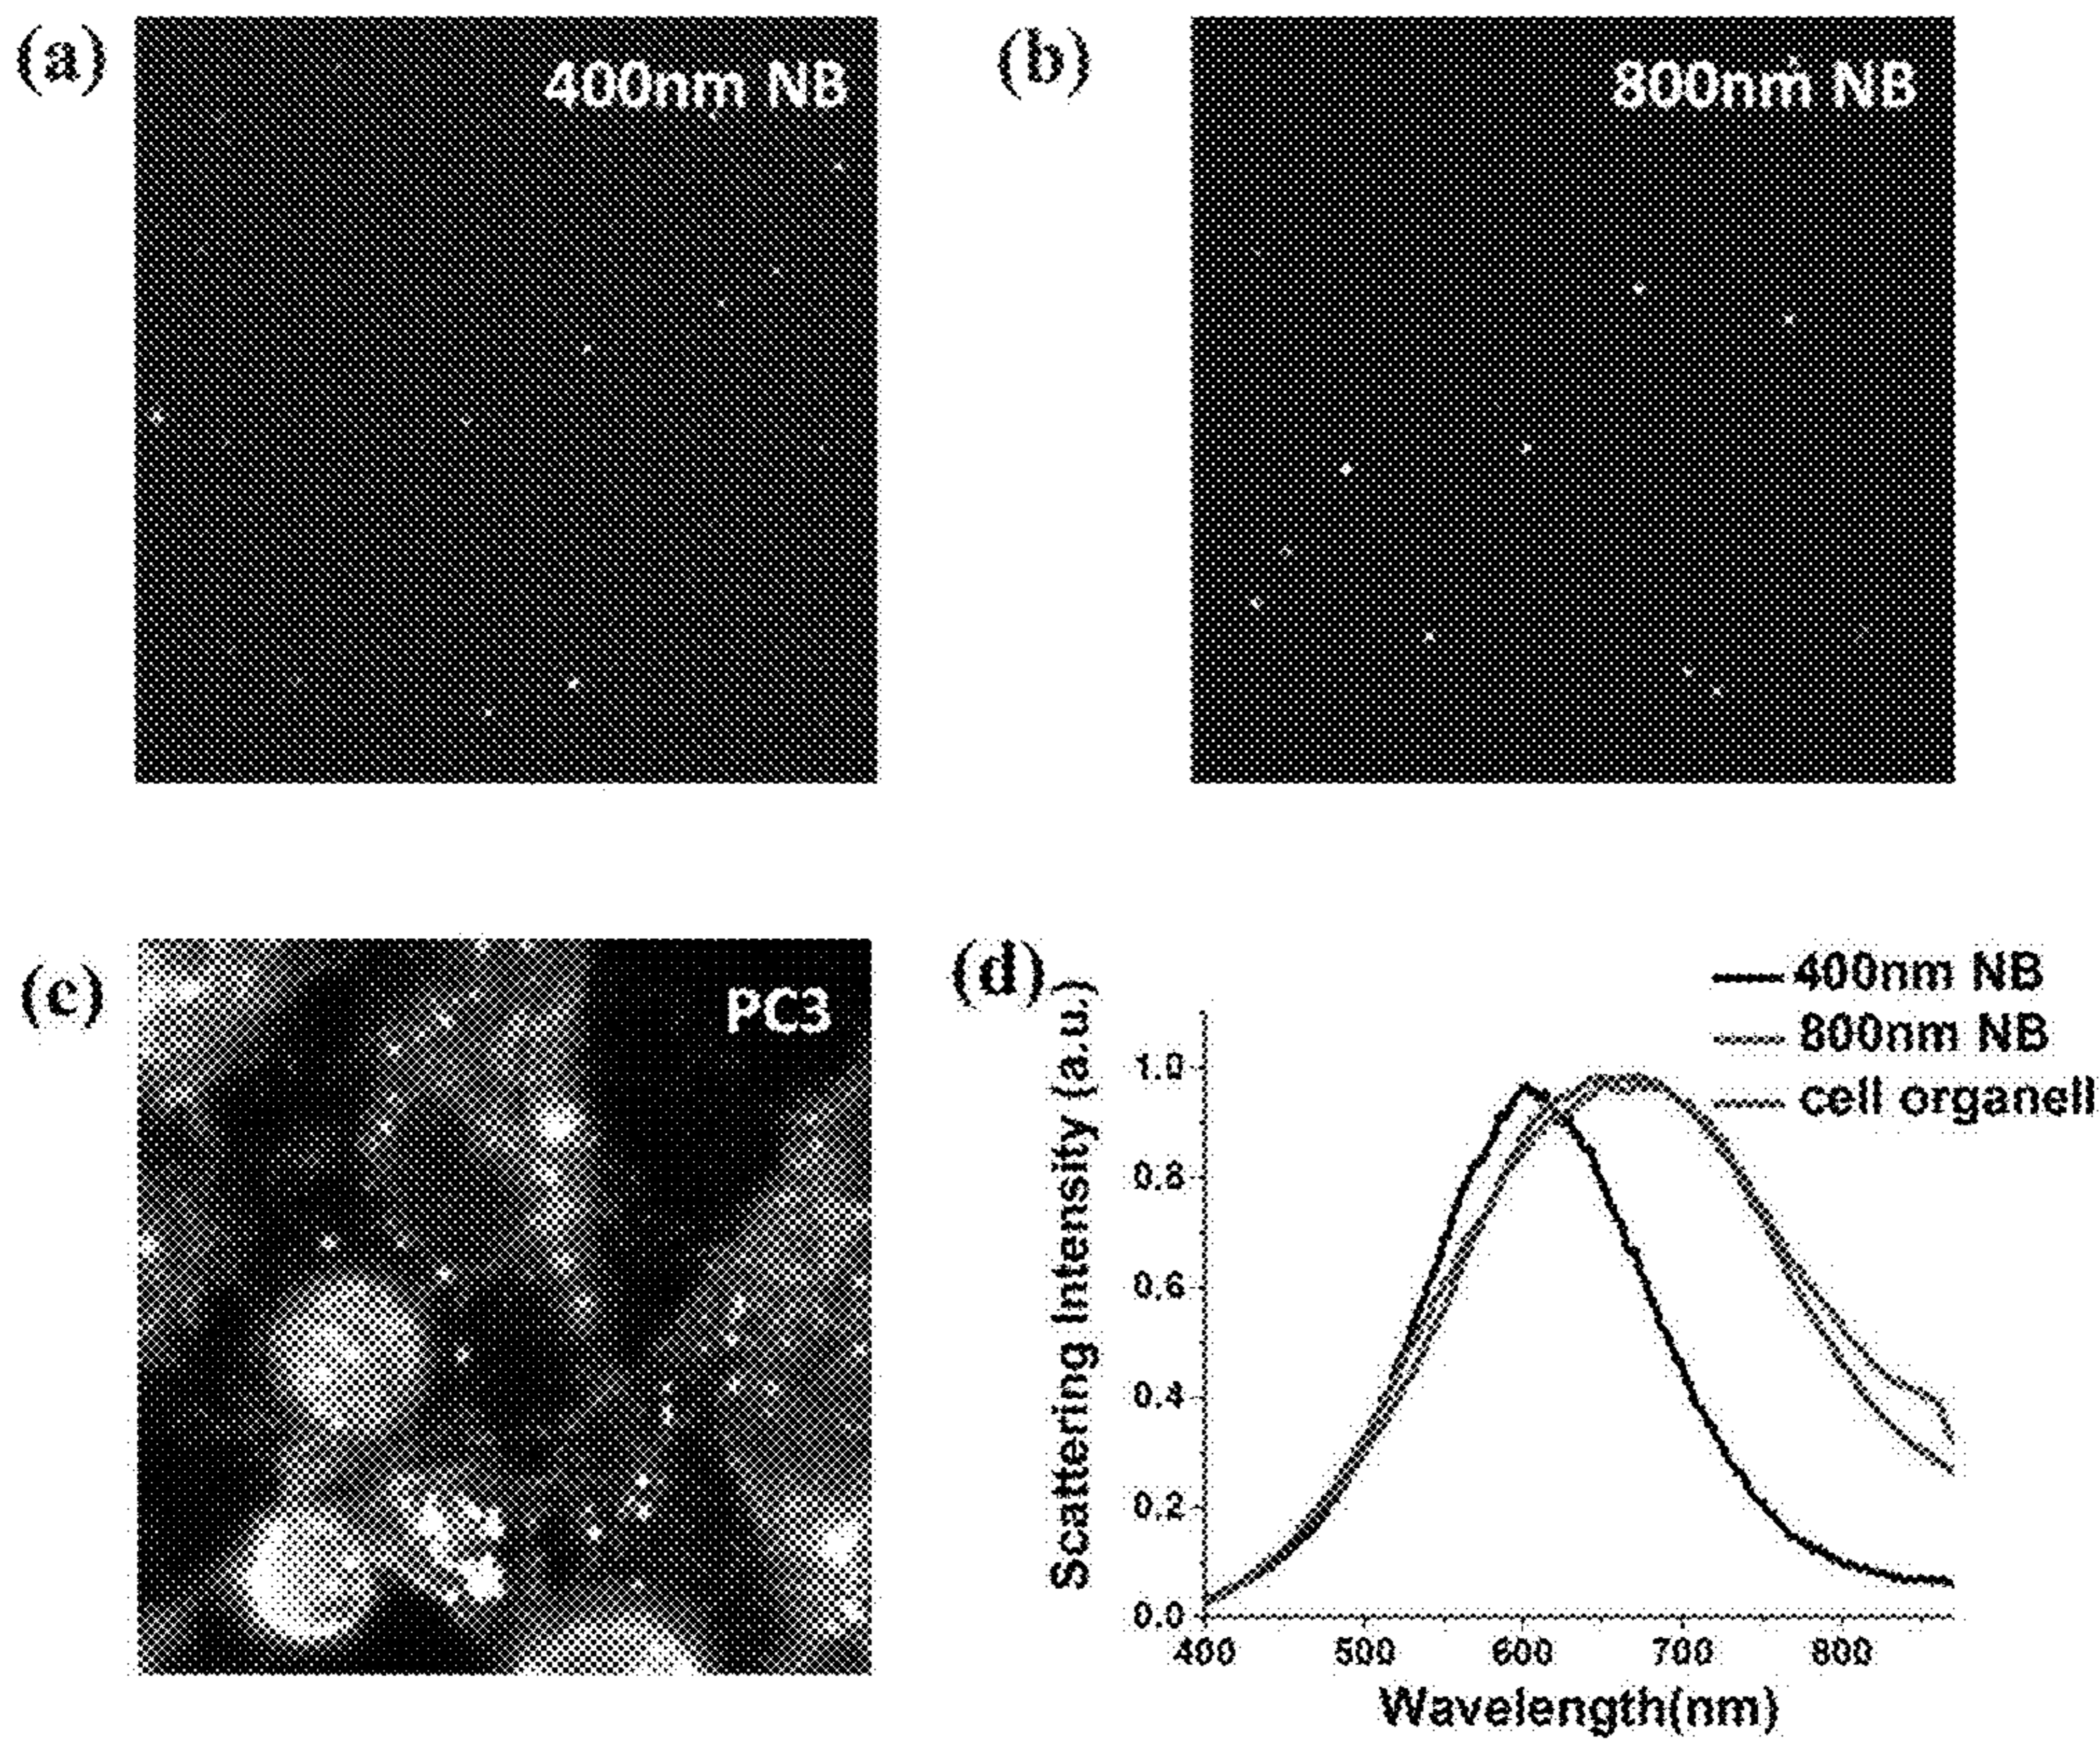 (a)
400nm NB
(b)
800nm NB
(c)
PC3
(d)
400nm NB
800nm NB
cell organell
Scattering Intensity (a.u.)
1.0
0.8
0.6
0.4
0.2
0.0
400 500 600 700 800
Wavelength(nm)